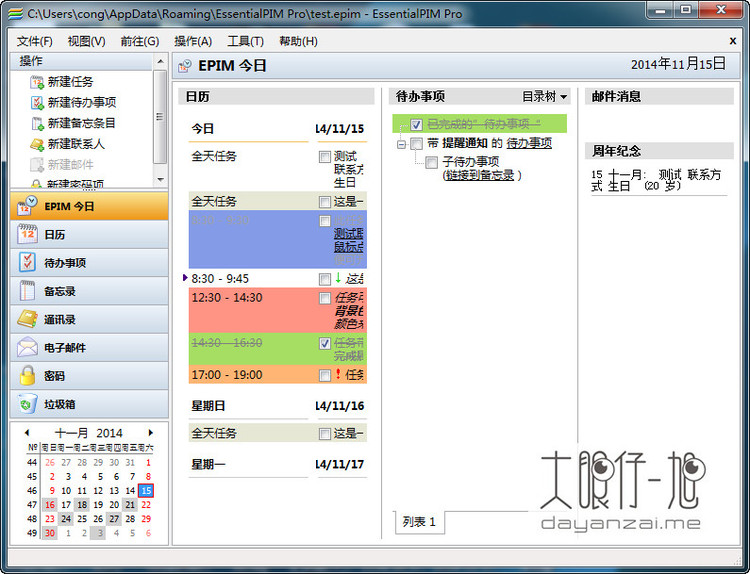 C:\Users\cong\AppData\Roaming\EssentialPIM Pro\test.epim - EssentialPIM Pro
文件(F) 视图(V) 前往(G) 操作(A) 工具(T) 帮助(H) x
操作
新建任务
新建待办事项
新建备忘条目
新建联系人
新建邮件
新建密码项
EPIM 今日
日历
待办事项
备忘录
通讯录
电子邮件
密码
垃圾箱
十一月 2014
Nº 周日 周一 周二 周三 周四 周五 周六
44 26 27 28 29 30 31 1
45 2 3 4 5 6 7 8
46 9 10 11 12 13 14 15
47 16 17 18 19 20 21 22
48 23 24 25 26 27 28 29
49 30 1 2 3 4 5 6
EPIM 今日 2014年11月15日
日历
今日 14/11/15
全天任务 测试
联系方
生日
全天任务 这是一
测试联
鼠标点
8:30 - 9:45 这是
12:30 - 14:30 任务可
背景色
颜色来
14:30 - 16:30 任务带
完成
17:00 - 19:00 任务
星期日 14/11/16
全天任务 这是一
星期一 14/11/17
待办事项 目录树
已完成的" 待办事项 "
带 提醒通知 的 待办事项
子待办事项
(链接到备忘录 )
列表 1
邮件消息
周年纪念
15 十一月: 测试 联系方
式 生日 (20 岁)
大眼仔~旭
dayanzai.me